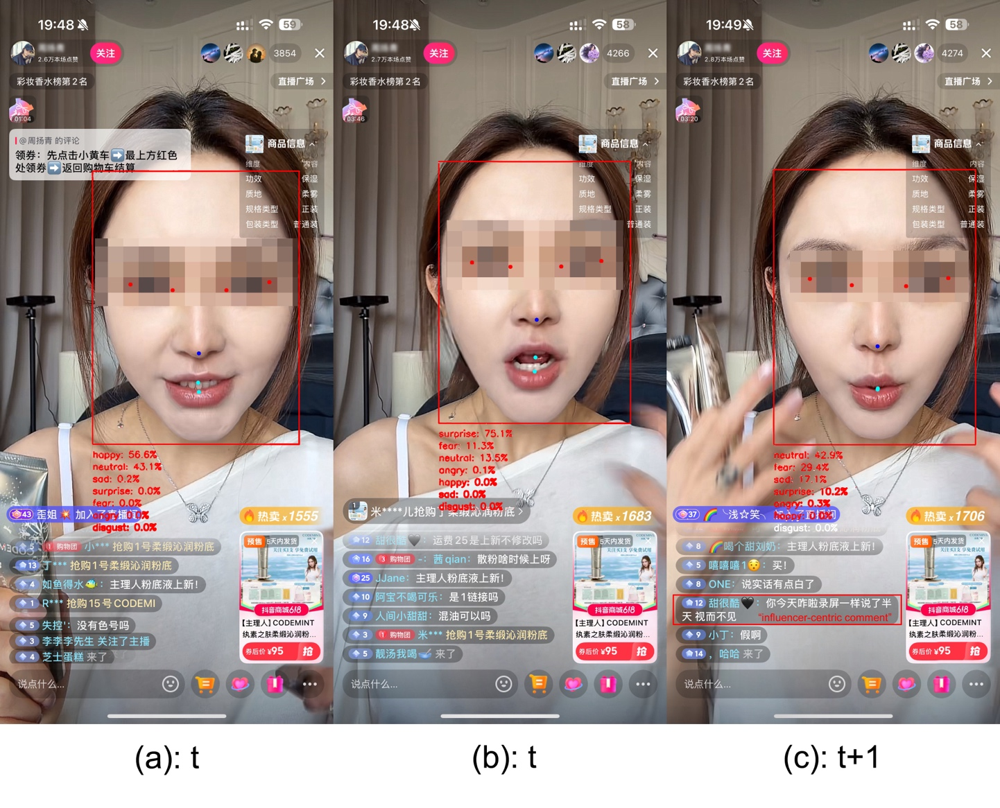 19:48
59
2.6万本场点赞
关注
3854
彩妆香水榜第2名
直播广场
01:04
@周扬青 的评论
领券：先点击小黄车➡️最上方红色
处领券➡️返回购物车结算
商品信息
维度 内容
功效 保湿
质地 柔雾
规格类型 正装
包装类型 普通装
happy: 56.6%
neutral: 43.1%
sad: 0.2%
surprise: 0.0%
fear: 0.0%
angry: 0.0%
disgust: 0.0%
43 歪姐 💥 加入了直播间
热卖 x1555
5 1 购物团 小*** 抢购1号柔缎沁润粉底
13 丁*** 抢购1号柔缎沁润粉底
4 如鱼得水🐠：主理人粉底液上新！
1 R*** 抢购15号CODEMI
5 失控'：没有色号吗
3 李李李先生 关注了主播
4 芝士蛋糕 来了
预售 5天内发货
抖音商城618
【主理人】CODEMINT
纨素之肤柔缎沁润粉...
券后价 ¥95 抢
说点什么...
(a): t
19:48
58
2.7万本场点赞
关注
4266
彩妆香水榜第2名
直播广场
03:46
商品信息
维度 内容
功效 保湿
质地 柔雾
规格类型 正装
普通装
surprise: 75.1%
fear: 11.3%
neutral: 13.5%
angry: 0.1%
happy: 0.0%
sad: 0.0%
disgust: 0.0%
1 米****儿抢购了柔缎沁润粉底
热卖 x1683
12 甜很酷🖤：运费25是上新不修改吗
16 3 购物团 -：茜qian：散粉啥时候上呀
25 JJane：主理人粉底液上新！
10 阿宝不喝可乐：是1链接吗
9 人间小甜甜：混油可以吗
3 1 购物团 米*** 抢购1号柔缎沁润粉底
5 靓汤我喝🥣 来了
预售 5天内发货
抖音商城618
【主理人】CODEMINT
纨素之肤柔缎沁润粉...
券后价 ¥95 抢
说点什么...
(b): t
19:49
58
2.8万本场点赞
关注
4274
彩妆香水榜第2名
直播广场
03:20
商品信息
维度 内容
功效 保湿
质地 柔雾
规格类型 正装
包装类型 普通装
neutral: 42.9%
fear: 29.4%
sad: 17.1%
surprise: 10.2%
angry: 0.3%
happy: 0.0%
disgust: 0.0%
37 🌈╰浅☆笑╮ 加入了直播间
热卖 x1706
8 🌈喝个甜刘奶：主理人粉底液上新！
5 嘻嘻嘻1😚：买！
8 ONE：说实话有点白了
12 甜很酷🖤：你今天咋啦录屏一样说了半
天 视而不见 “influencer-centric comment”
9 小丁：假啊
14 ，哈哈 来了
预售 5天内发货
抖音商城618
【主理人】CODEMINT
纨素之肤柔缎沁润粉...
券后价 ¥95 抢
说点什么...
(c): t+1